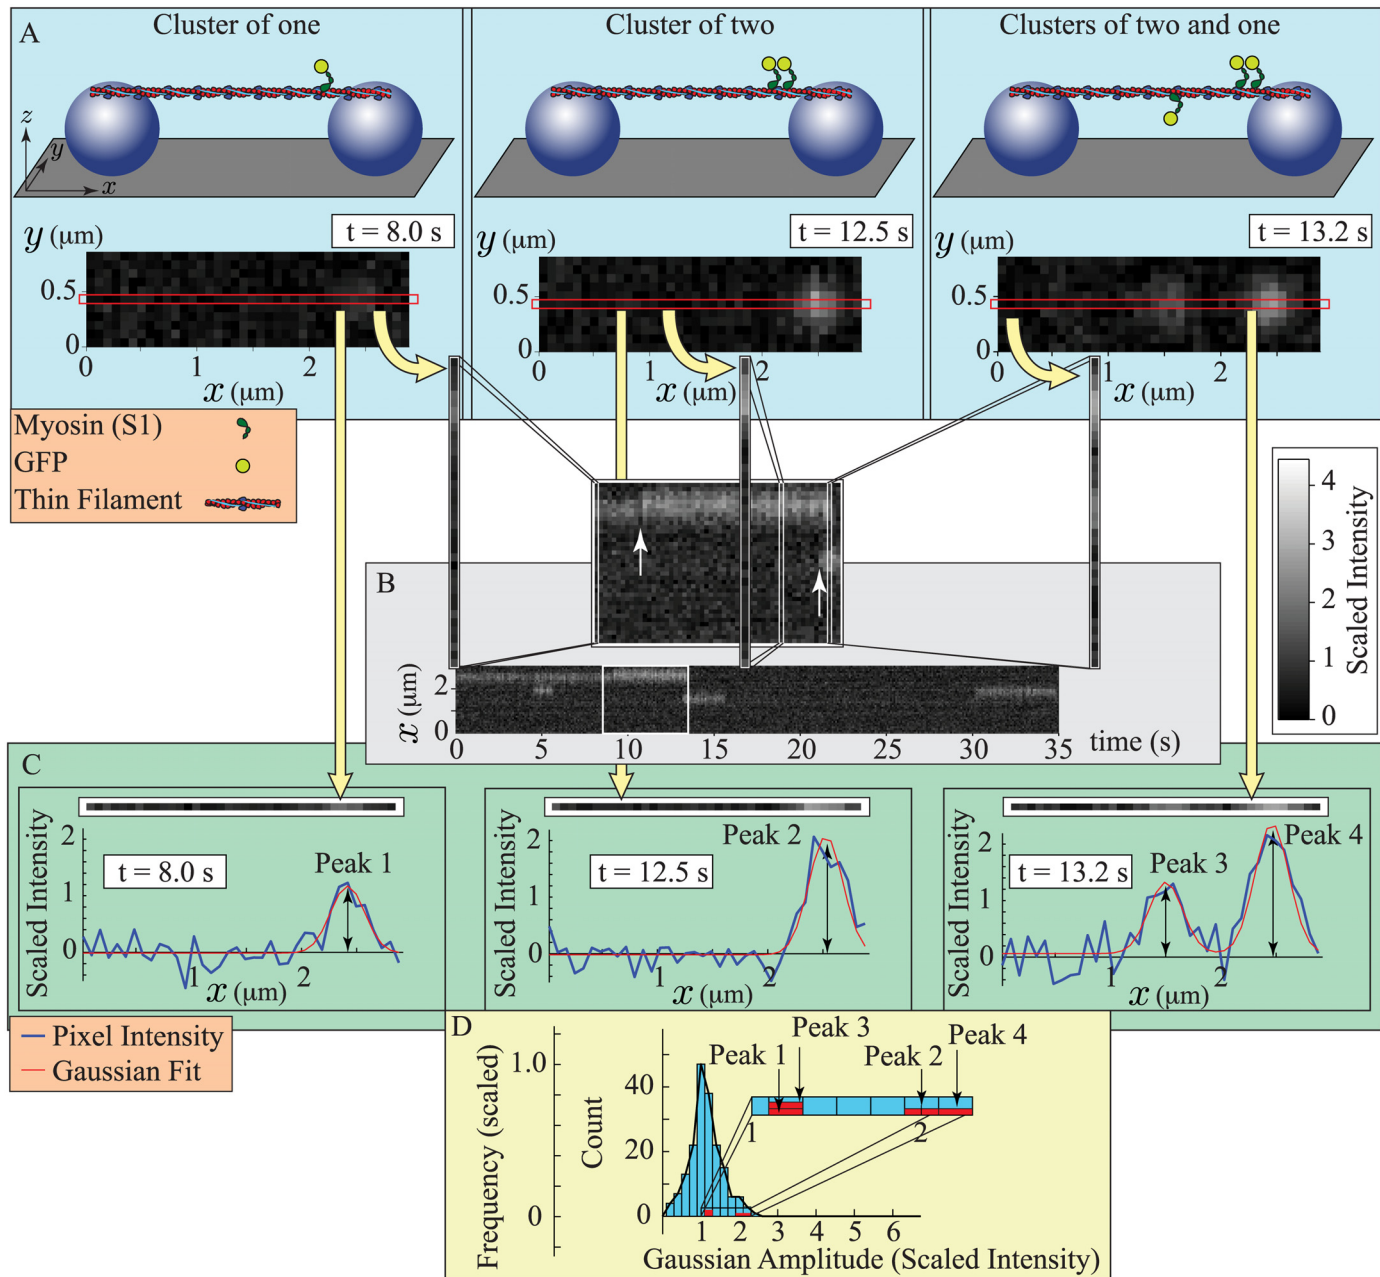 A
Cluster of one
Cluster of two
Clusters of two and one
z
y
x
y (μm)
t = 8.0 s
0.5
0
0
1
2
x (μm)
y (μm)
t = 12.5 s
0.5
0
0
1
2
x (μm)
y (μm)
t = 13.2 s
0.5
0
0
1
2
x (μm)
Myosin (S1)
GFP
Thin Filament
4
3
2
1
0
Scaled Intensity
B
x (μm)
2
0
0
5
10
15
20
25
30
35
time (s)
C
Scaled Intensity
2
1
0
t = 8.0 s
Peak 1
1
2
x (μm)
Scaled Intensity
2
1
0
t = 12.5 s
Peak 2
1
2
x (μm)
Scaled Intensity
2
1
0
t = 13.2 s
Peak 3
Peak 4
1
2
x (μm)
Pixel Intensity
Gaussian Fit
D
Frequency (scaled)
1.0
0
Count
40
20
0
Peak 1
Peak 3
Peak 2
Peak 4
1
2
1
2
3
4
5
6
Gaussian Amplitude (Scaled Intensity)